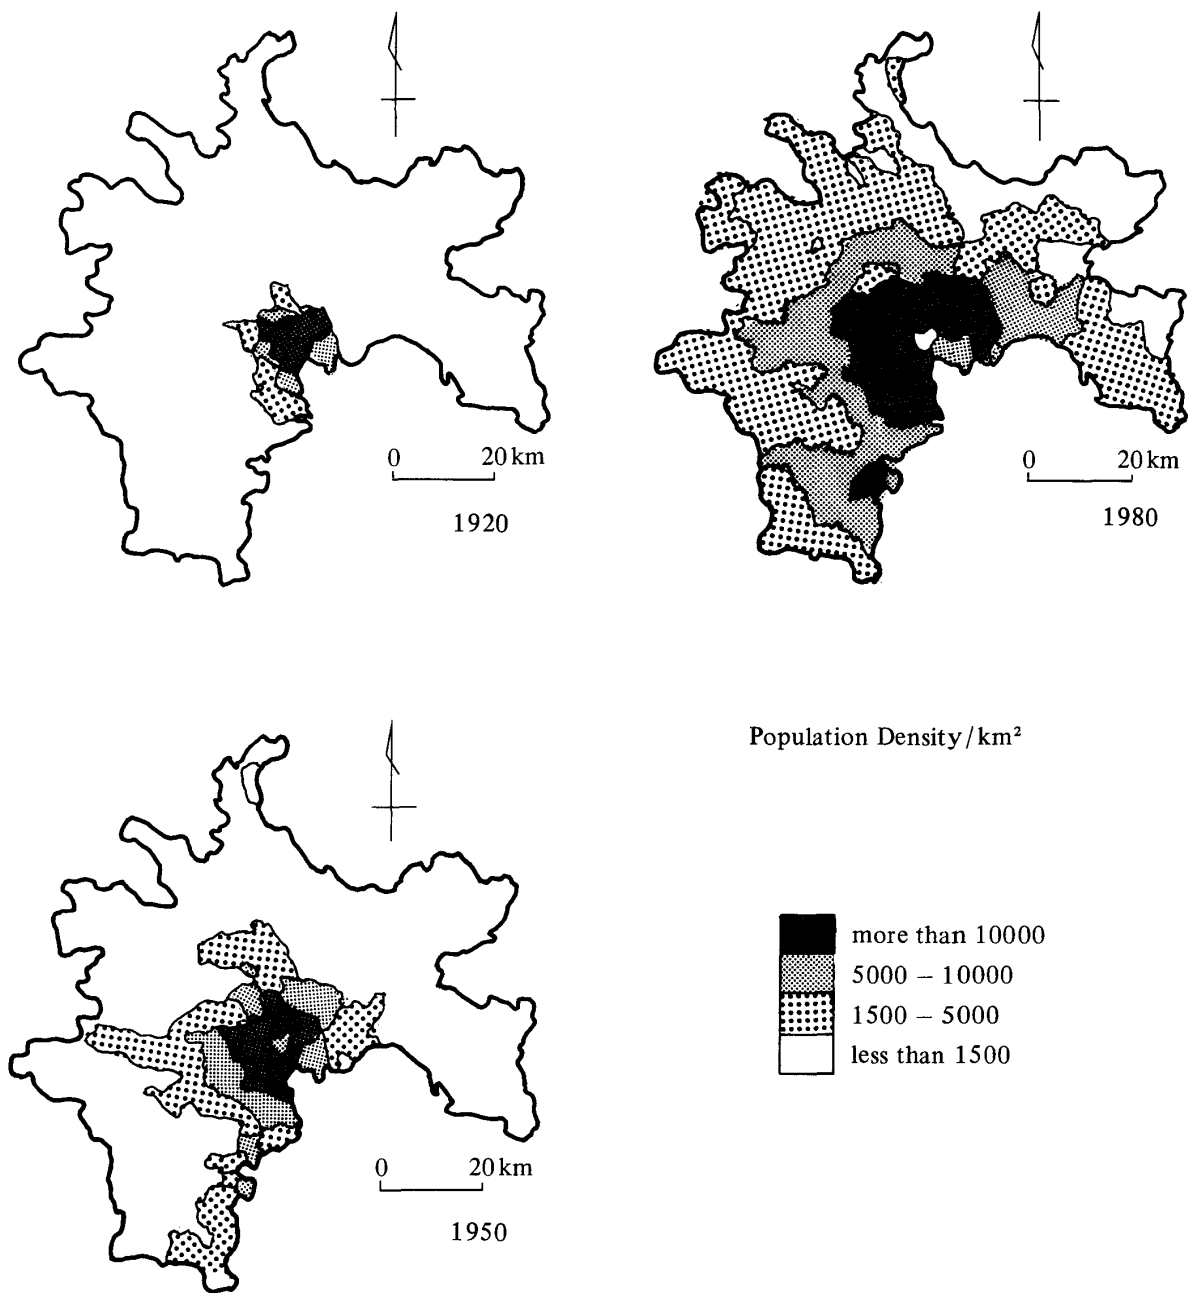 0 20 km
1920
0 20 km
1980
Population Density/km²
more than 10000
5000 – 10000
1500 – 5000
less than 1500
0 20 km
1950